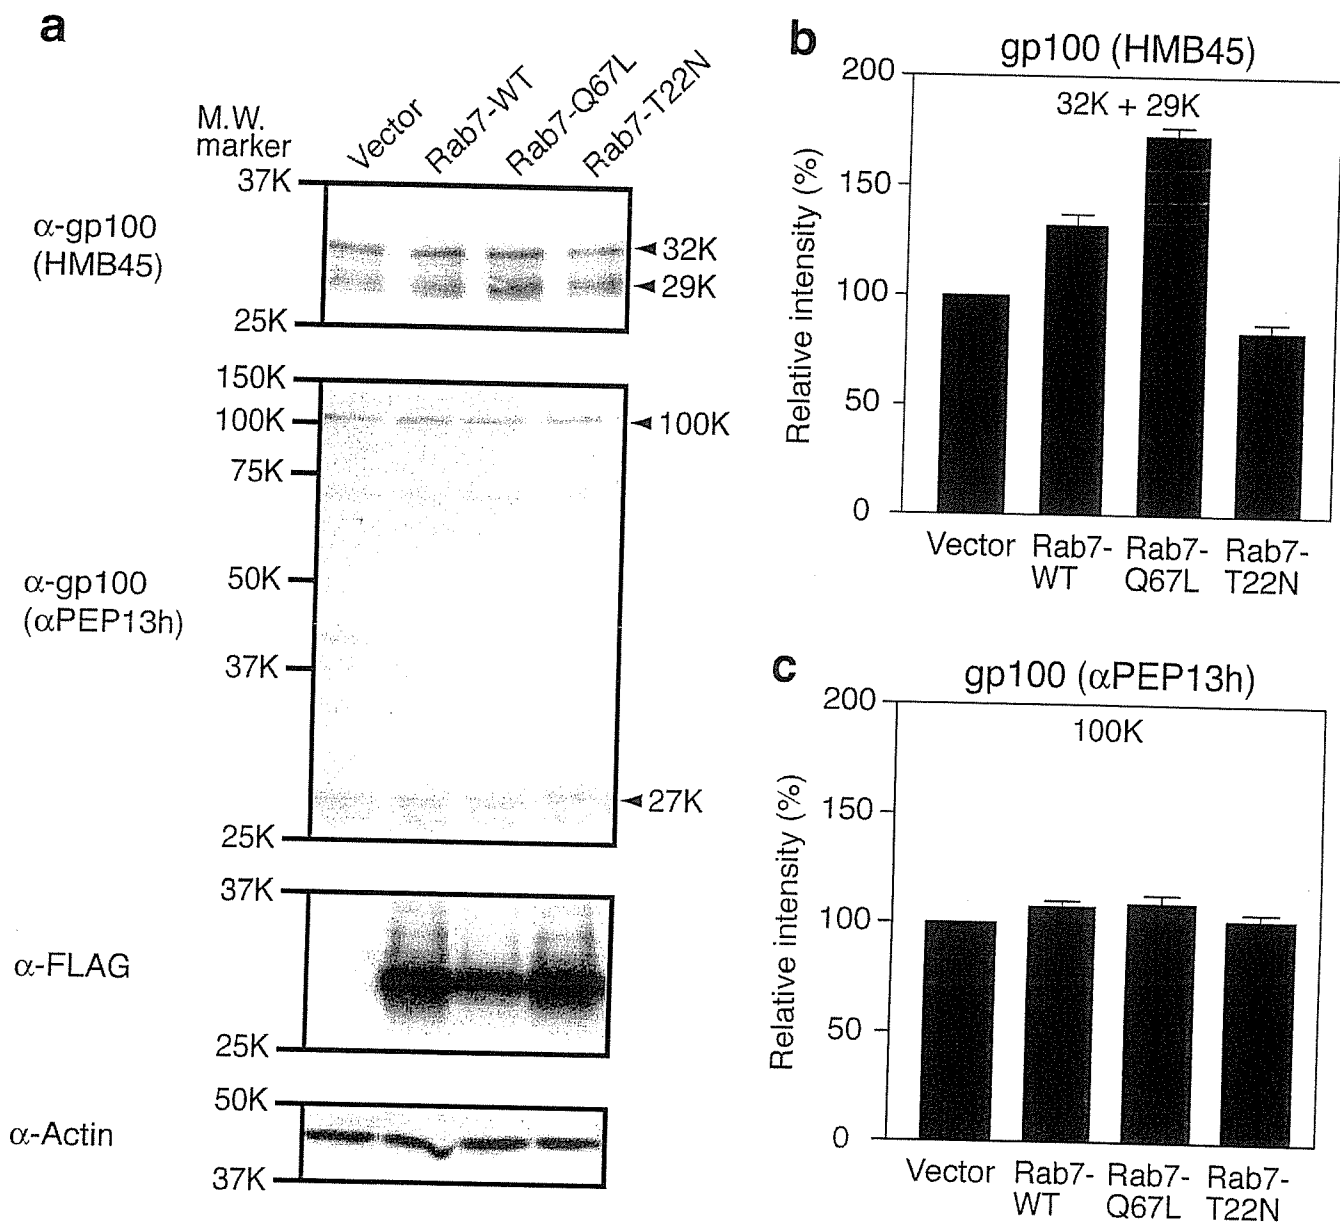 a
M.W.
marker
Vector
Rab7-WT
Rab7-Q67L
Rab7-T22N
37K
α-gp100
(HMB45)
32K
29K
25K
150K
100K
100K
75K
α-gp100
(αPEP13h)
50K
37K
27K
25K
37K
α-FLAG
25K
50K
α-Actin
37K
b
gp100 (HMB45)
32K + 29K
Relative intensity (%)
200
150
100
50
0
Vector
Rab7-
WT
Rab7-
Q67L
Rab7-
T22N
c
gp100 (αPEP13h)
100K
Relative intensity (%)
200
150
100
50
0
Vector
Rab7-
WT
Rab7-
Q67L
Rab7-
T22N